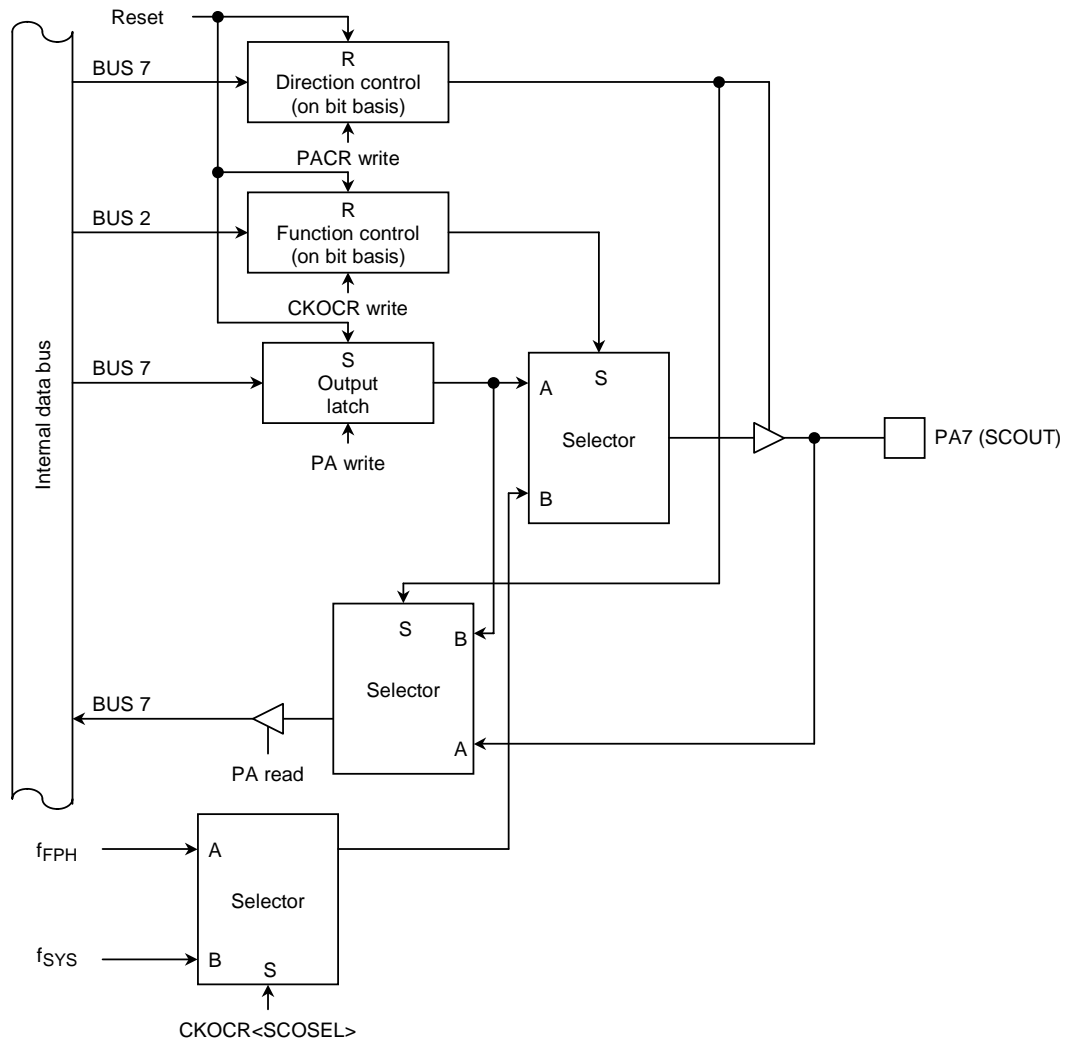 Reset
BUS 7
R
Direction control
(on bit basis)
PACR write
BUS 2
R
Function control
(on bit basis)
CKOCR write
BUS 7
S
Output
latch
PA write
A
S
Selector
B
PA7 (SCOUT)
Internal data bus
S
B
Selector
A
BUS 7
PA read
fFPH
A
Selector
fSYS
B
S
CKOCR<SCOSEL>